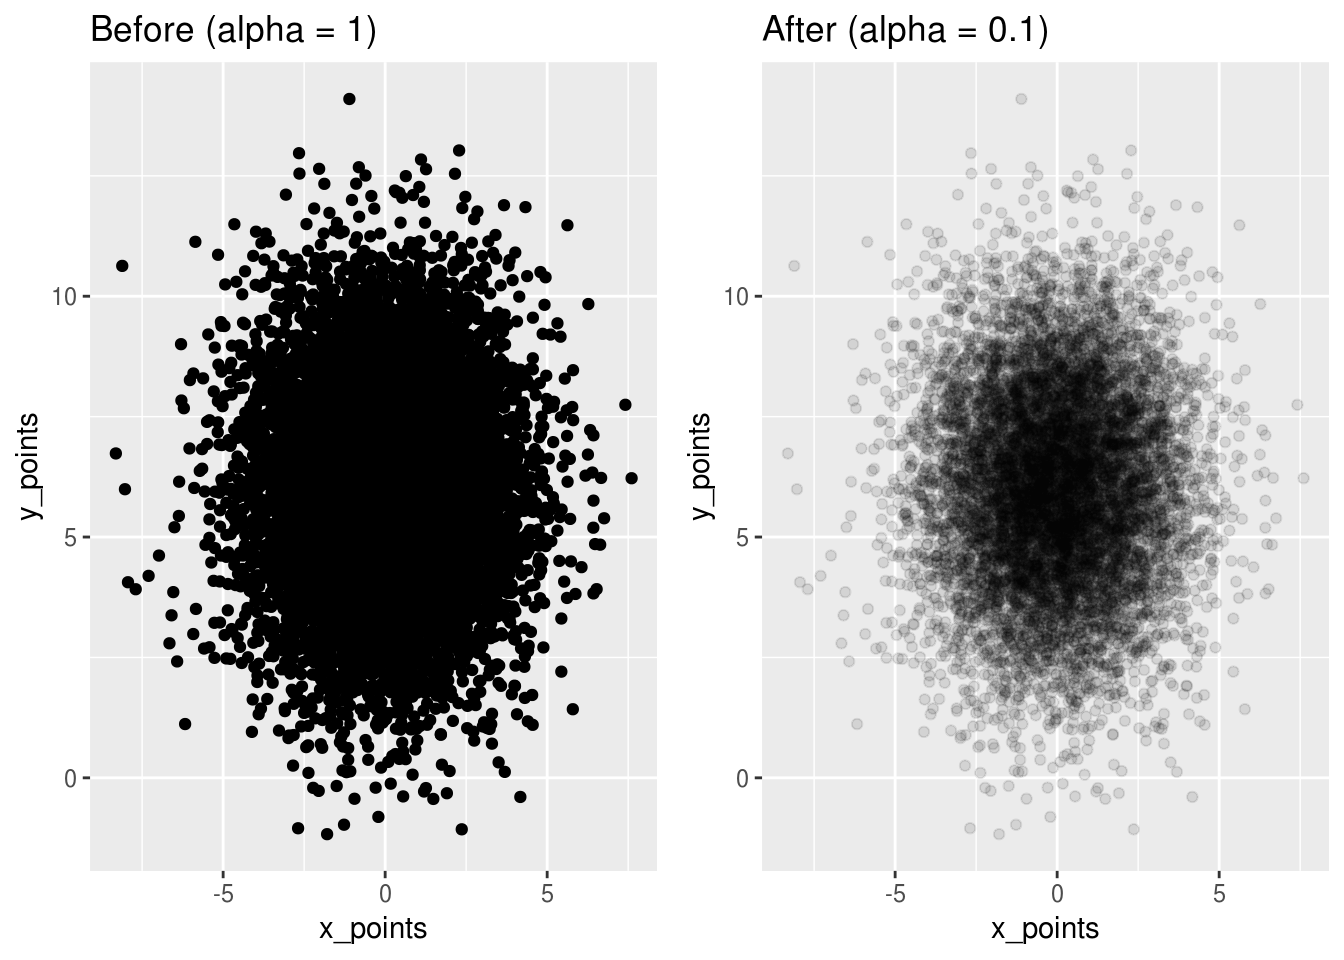 Before (alpha = 1)
y_points
10
5
0
-5
0
5
x_points
After (alpha = 0.1)
y_points
10
5
0
-5
0
5
x_points